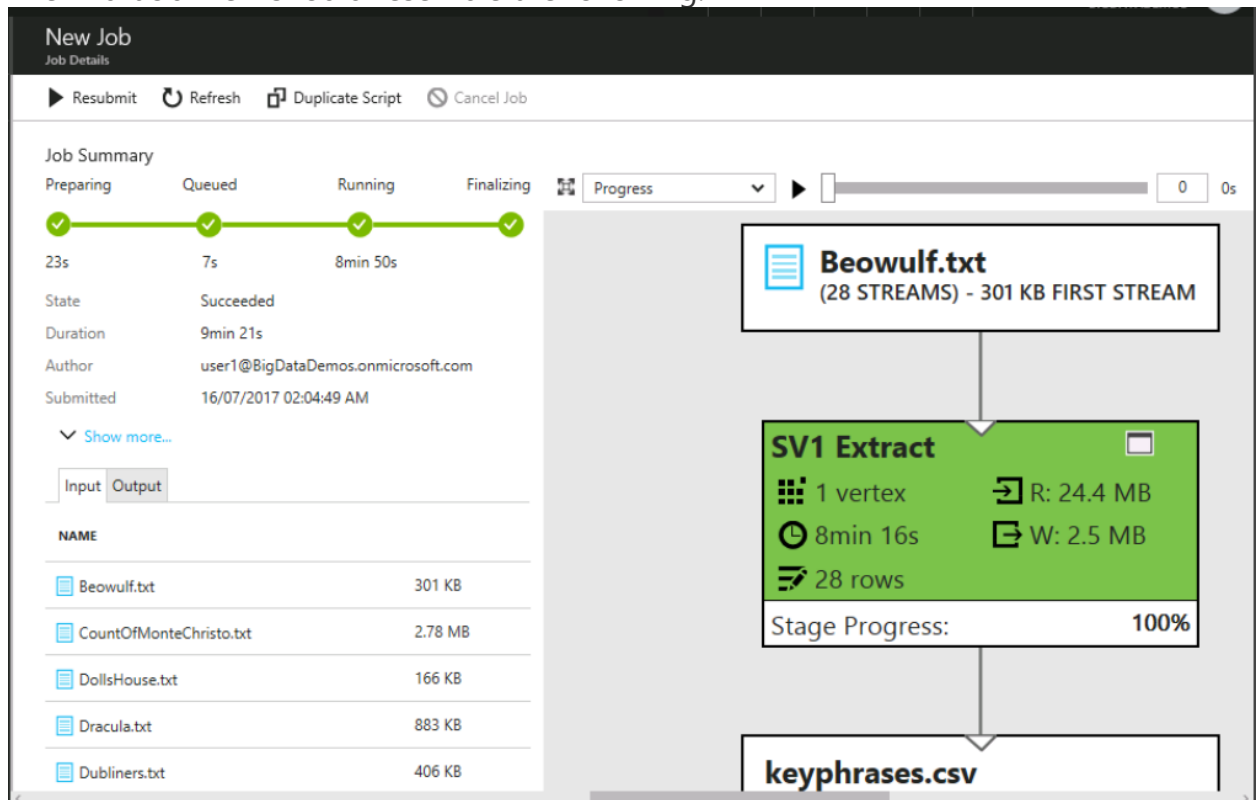 New Job
Job Details
Resubmit Refresh Duplicate Script Cancel Job
Job Summary
Preparing Queued Running Finalizing
23s 7s 8min 50s
State Succeeded
Duration 9min 21s
Author user1@BigDataDemos.onmicrosoft.com
Submitted 16/07/2017 02:04:49 AM
Show more...
Input Output
NAME
Beowulf.txt 301 KB
CountOfMonteChristo.txt 2.78 MB
DollsHouse.txt 166 KB
Dracula.txt 883 KB
Dubliners.txt 406 KB
Progress 0 0s
Beowulf.txt
(28 STREAMS) - 301 KB FIRST STREAM
SV1 Extract
1 vertex R: 24.4 MB
8min 16s W: 2.5 MB
28 rows
Stage Progress: 100%
keyphrases.csv